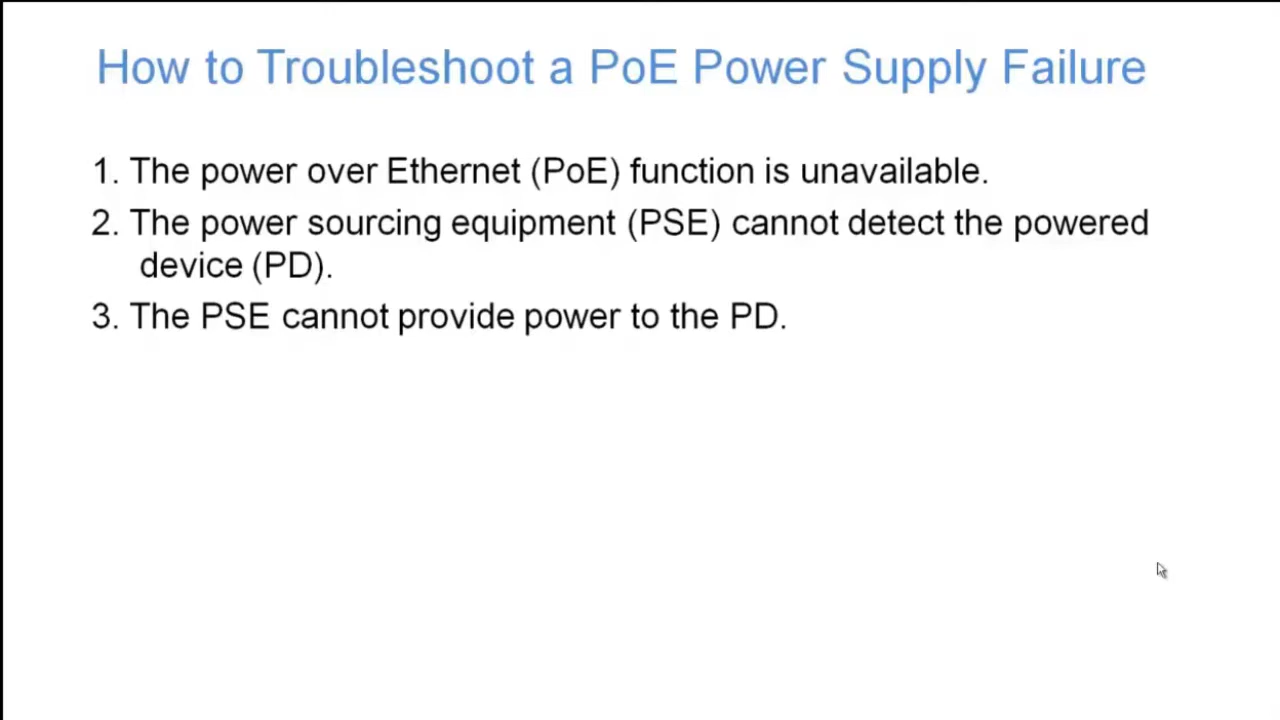 How to Troubleshoot a PoE Power Supply Failure
1. The power over Ethernet (PoE) function is unavailable.
2. The power sourcing equipment (PSE) cannot detect the powered
device (PD).
3. The PSE cannot provide power to the PD.